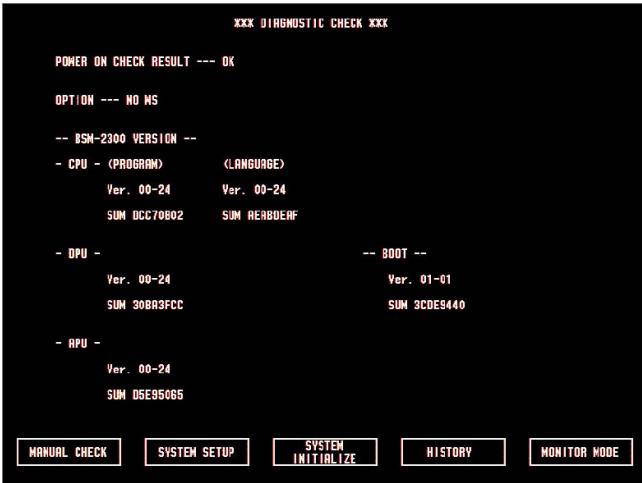 *** DIAGNOSTIC CHECK ***
POWER ON CHECK RESULT --- OK
OPTION --- NO MS
-- BSM-2300 VERSION --
- CPU - (PROGRAM) (LANGUAGE)
Ver. 00-24 Ver. 00-24
SUM DCC70B02 SUM AEABDEAF
- DPU - -- BOOT --
Ver. 00-24 Ver. 01-01
SUM 30BA3FCC SUM 3CDE9440
- APU -
Ver. 00-24
SUM D5E95065
MANUAL CHECK
SYSTEM SETUP
SYSTEM
INITIALIZE
HISTORY
MONITOR MODE